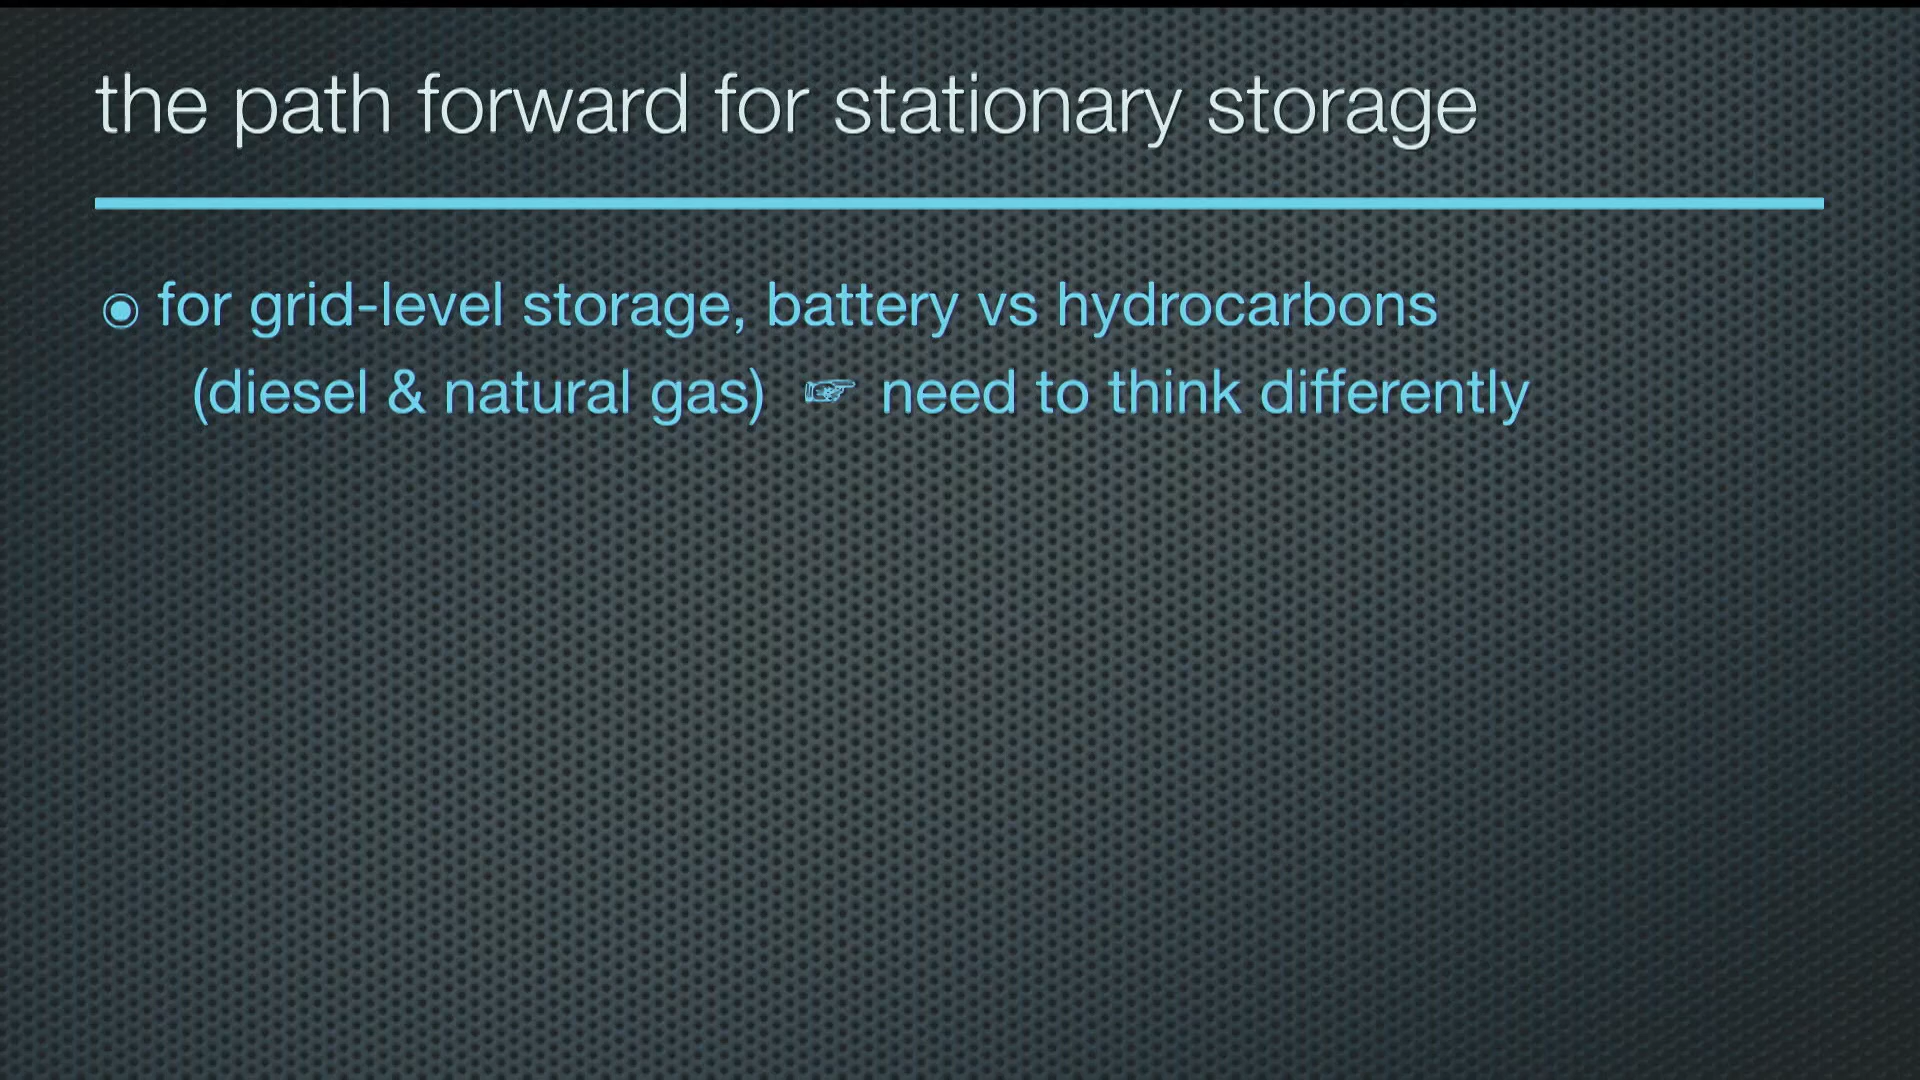 the path forward for stationary storage
◉ for grid-level storage, battery vs hydrocarbons
(diesel & natural gas) ☞ need to think differently